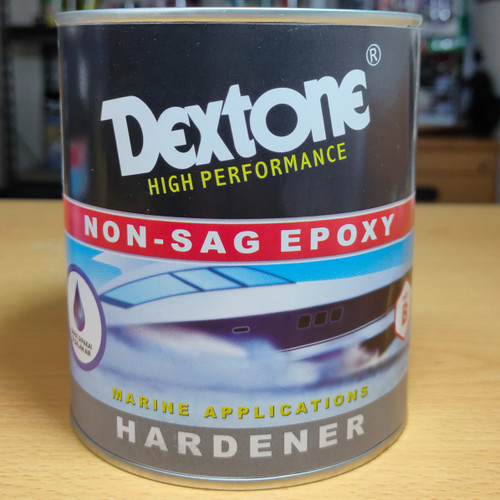 Dextone®
HIGH PERFORMANCE
NON-SAG EPOXY
B
MARINE APPLICATIONS
HARDENER